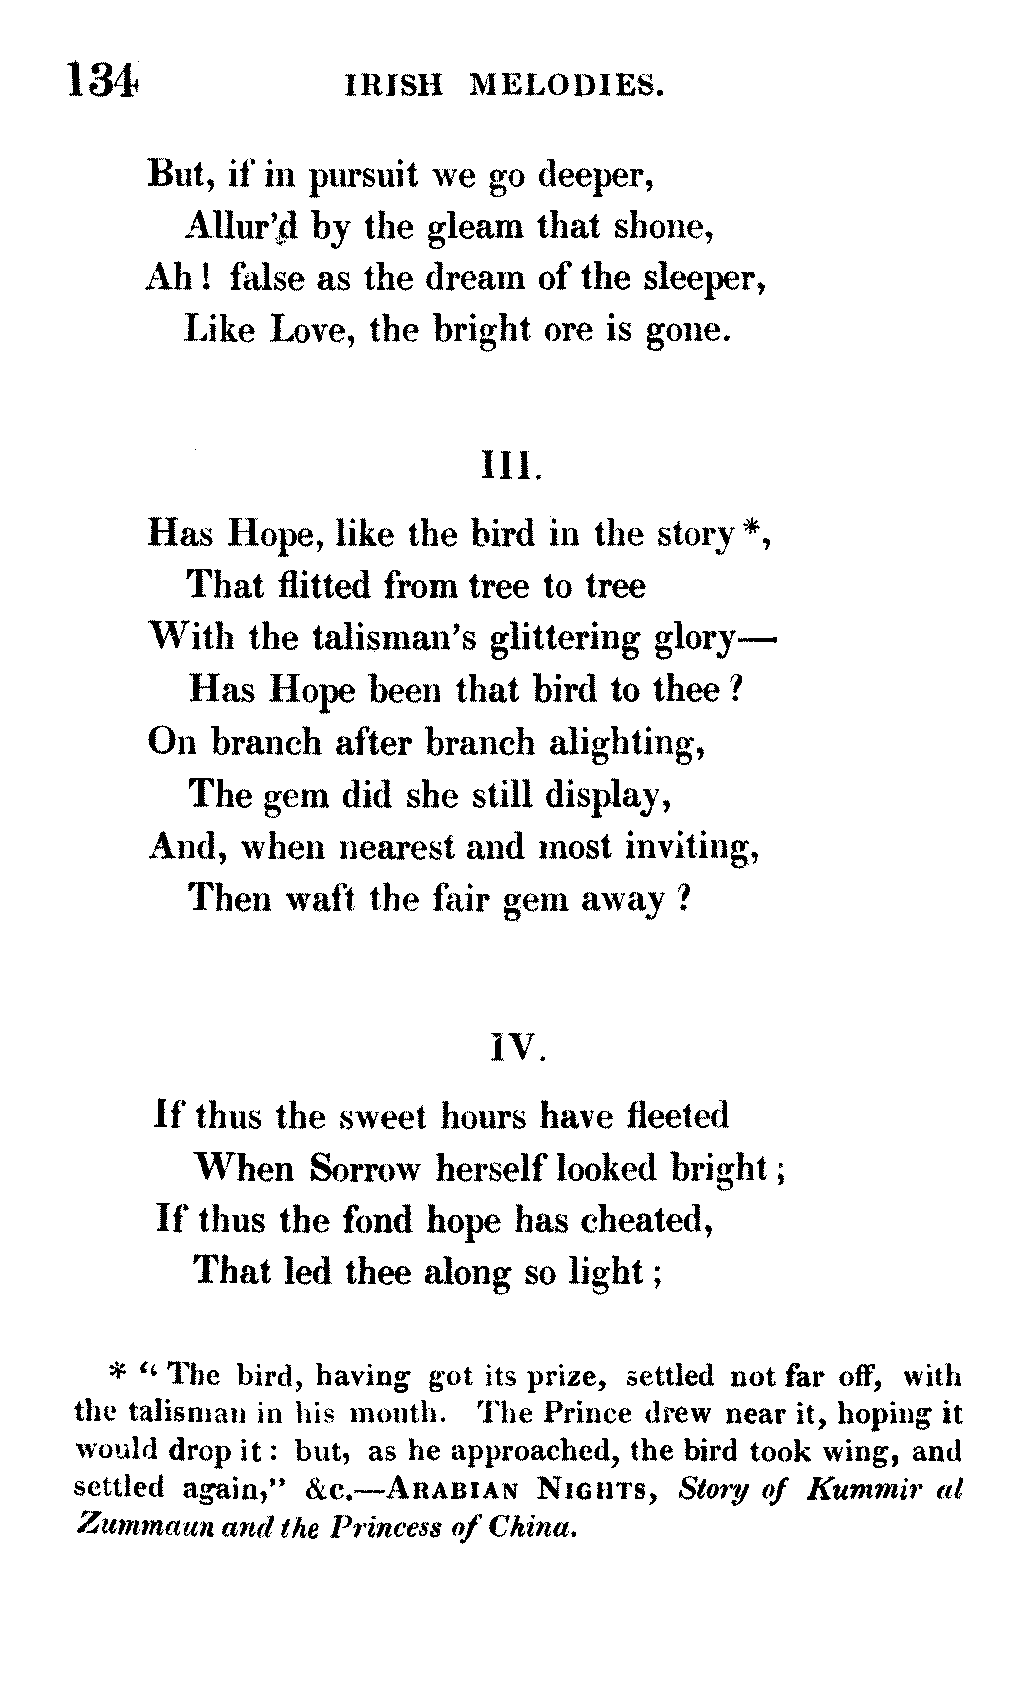 134 IRISH MELODIES.
But, if in pursuit we go deeper,
Allur'd by the gleam that shone,
Ah! false as the dream of the sleeper,
Like Love, the bright ore is gone.
III.
Has Hope, like the bird in the story *,
That flitted from tree to tree
With the talisman's glittering glory—
Has Hope been that bird to thee?
On branch after branch alighting,
The gem did she still display,
And, when nearest and most inviting,
Then waft the fair gem away?
IV.
If thus the sweet hours have fleeted
When Sorrow herself looked bright;
If thus the fond hope has cheated,
That led thee along so light;
* "The bird, having got its prize, settled not far off, with
the talisman in his mouth. The Prince drew near it, hoping it
would drop it: but, as he approached, the bird took wing, and
settled again," &c.—ARABIAN NIGHTS, Story of Kummir al
Zummaun and the Princess of China.